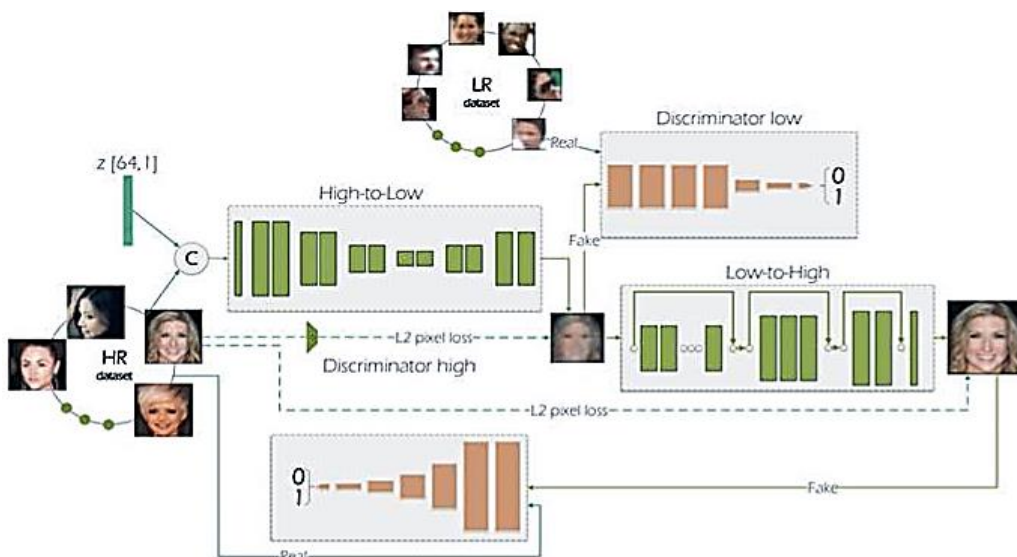 LR
dataset
Discriminator low
Real
0
1
z [64,1]
High-to-Low
C
Fake
Low-to-High
HR
dataset
L2 pixel loss
Discriminator high
L2 pixel loss
0
1
Fake
Real